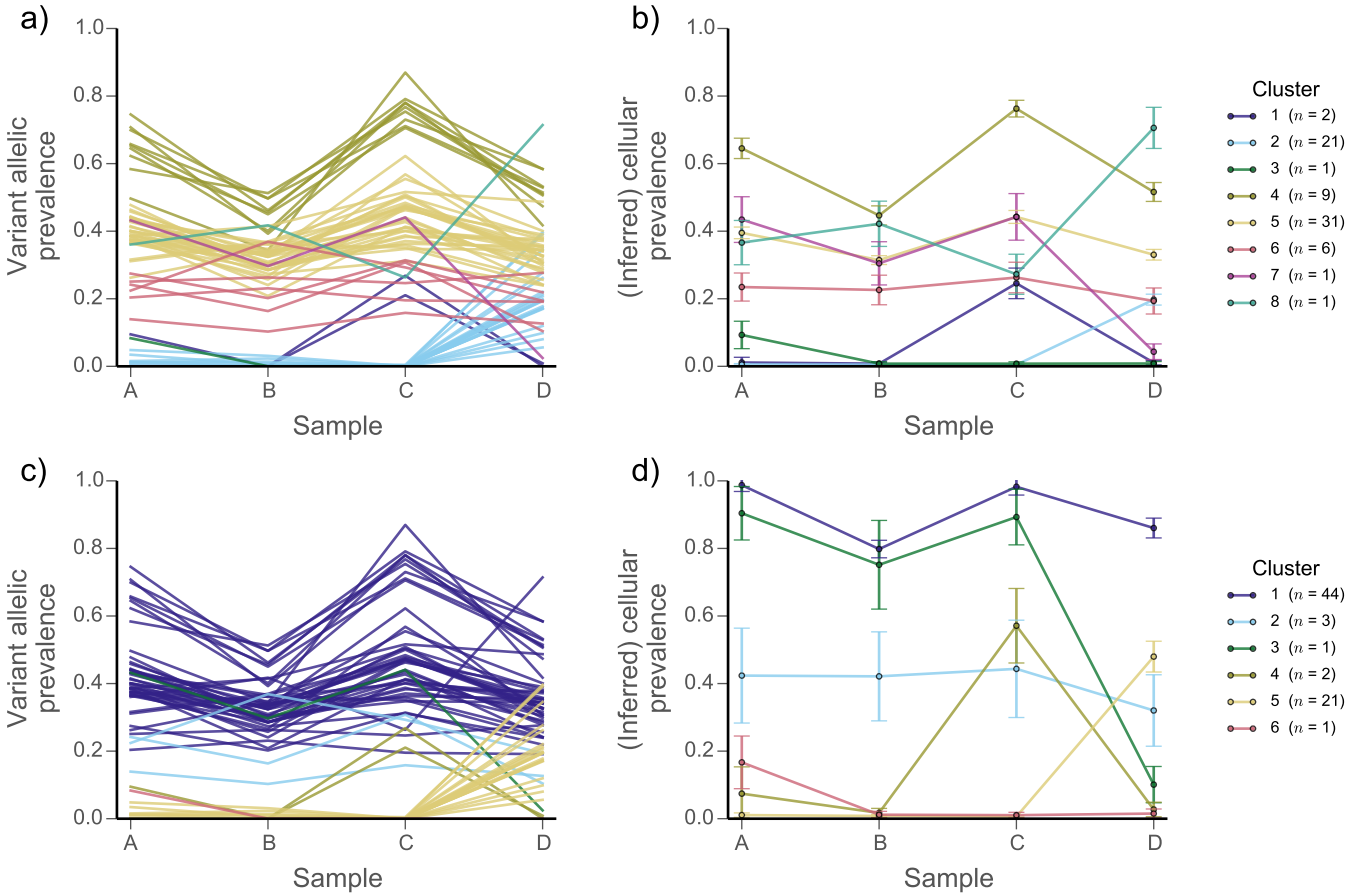 a)
Variant allelic
prevalence
1.0
0.8
0.6
0.4
0.2
0.0
A B C D
Sample
b)
(Inferred) cellular
prevalence
1.0
0.8
0.6
0.4
0.2
0.0
A B C D
Sample
Cluster
1 (n = 2)
2 (n = 21)
3 (n = 1)
4 (n = 9)
5 (n = 31)
6 (n = 6)
7 (n = 1)
8 (n = 1)
c)
Variant allelic
prevalence
1.0
0.8
0.6
0.4
0.2
0.0
A B C D
Sample
d)
(Inferred) cellular
prevalence
1.0
0.8
0.6
0.4
0.2
0.0
A B C D
Sample
Cluster
1 (n = 44)
2 (n = 3)
3 (n = 1)
4 (n = 2)
5 (n = 21)
6 (n = 1)